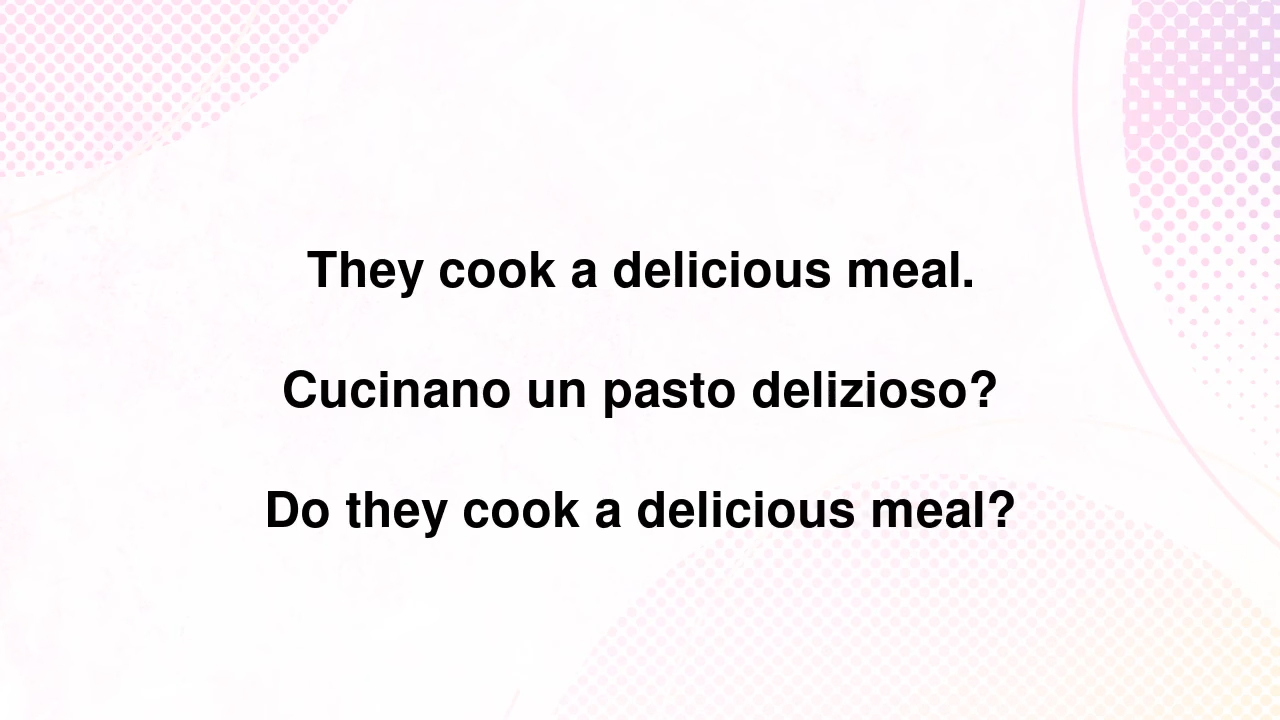 They cook a delicious meal.
Cucinano un pasto delizioso?
Do they cook a delicious meal?